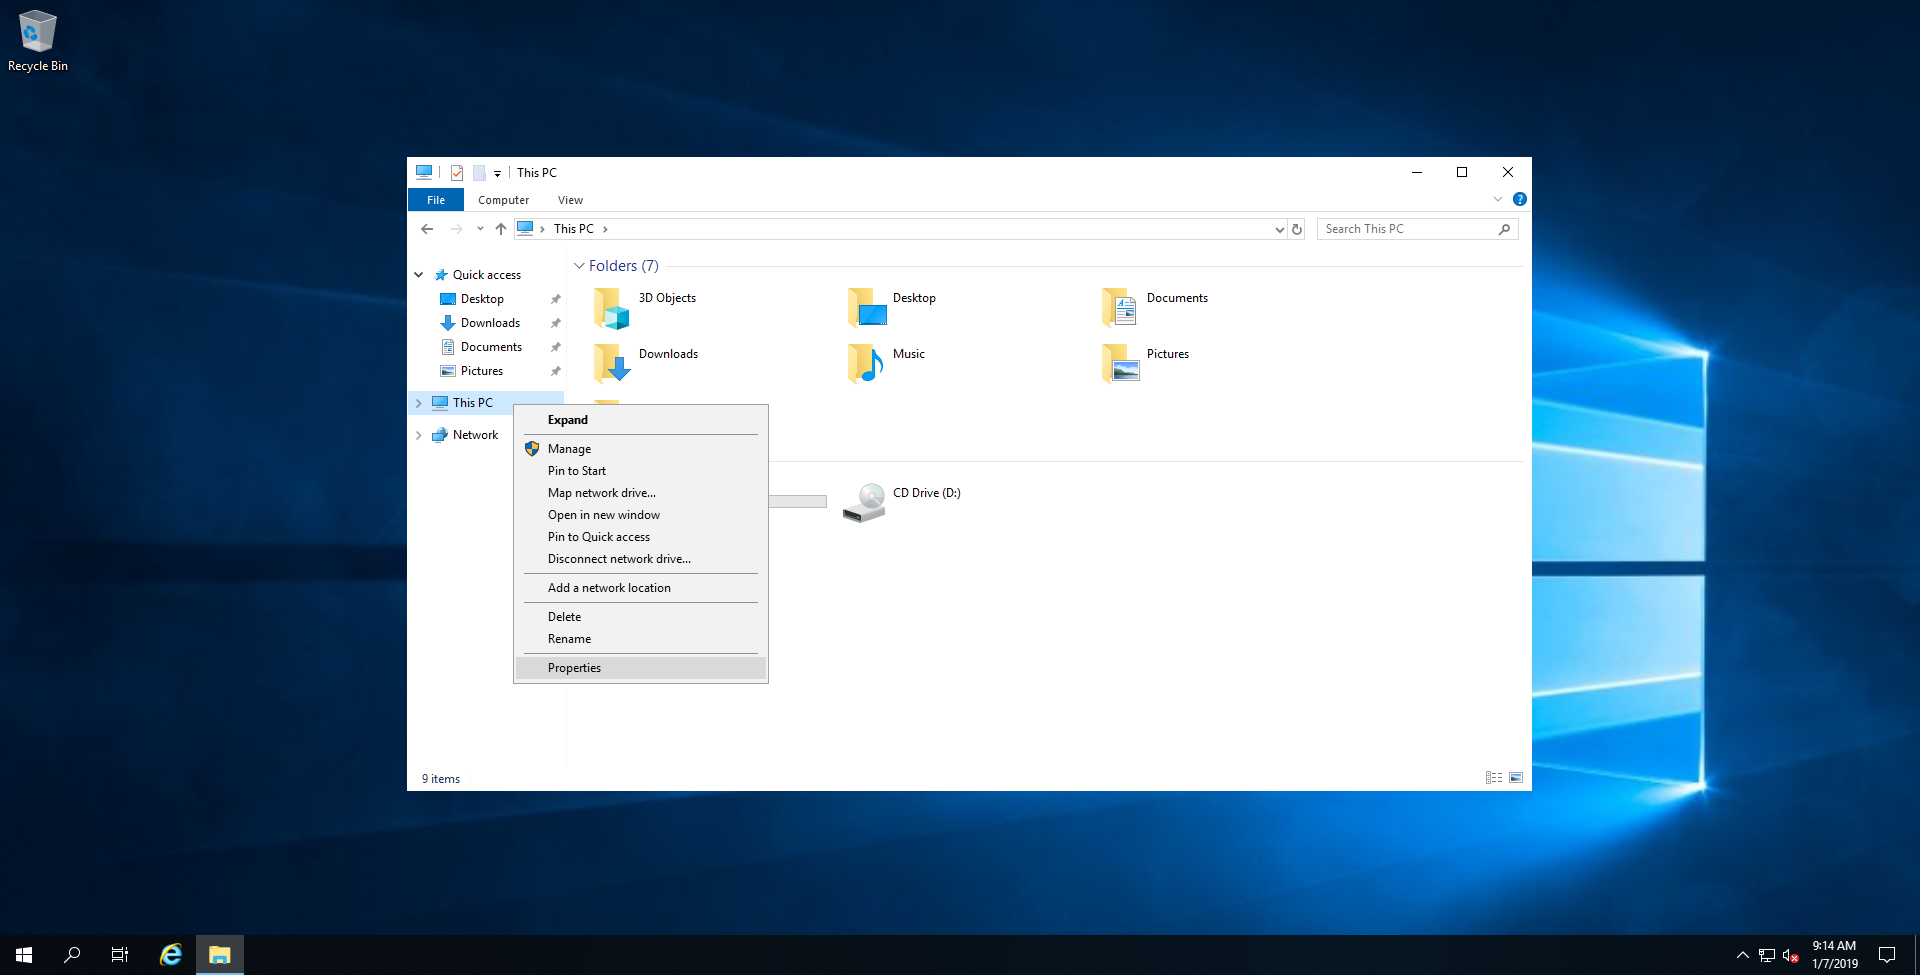 Recycle Bin
This PC
File Computer View
This PC
Search This PC
Quick access
Desktop
Downloads
Documents
Pictures
This PC
Network
Folders (7)
3D Objects
Desktop
Documents
Downloads
Music
Pictures
Expand
Manage
Pin to Start
Map network drive...
Open in new window
Pin to Quick access
Disconnect network drive...
Add a network location
Delete
Rename
Properties
CD Drive (D:)
9 items
9:14 AM
1/7/2019